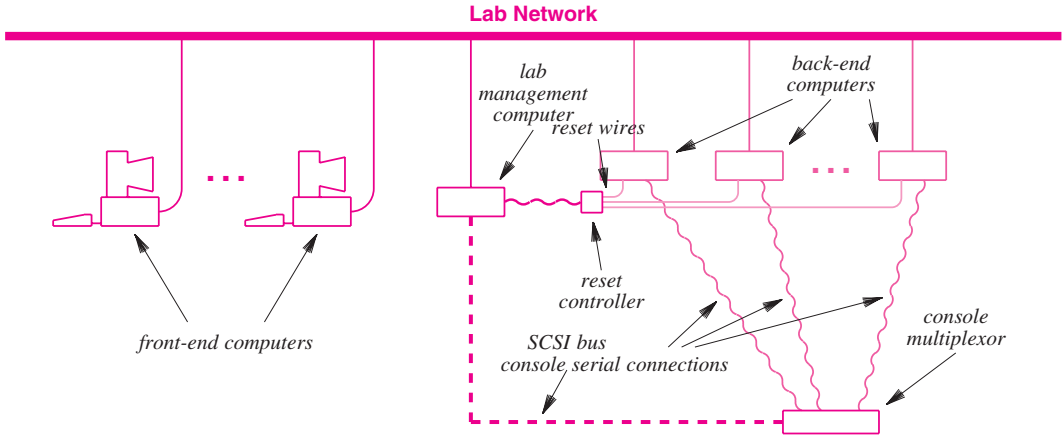 Lab Network
lab
management
computer
reset wires
back-end
computers
reset
controller
front-end computers
SCSI bus
console serial connections
console
multiplexor